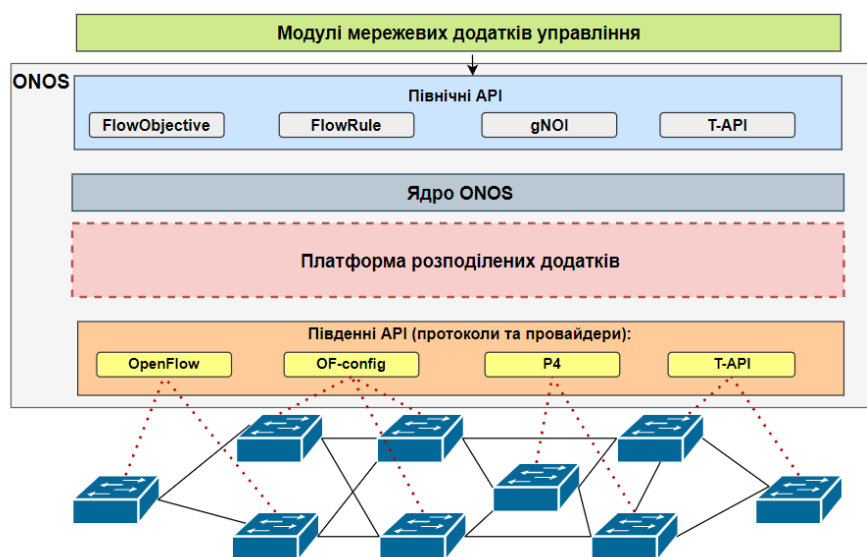 Модулі мережевих додатків управління
ONOS
Північні API
FlowObjective
FlowRule
gNOI
T-API
Ядро ONOS
Платформа розподілених додатків
Південні API (протоколи та провайдери):
OpenFlow
OF-config
P4
T-API